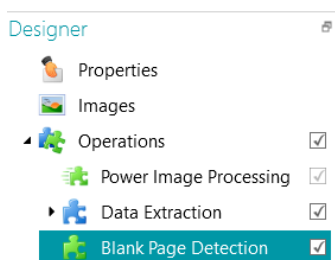 Designer
Properties
Images
Operations
Power Image Processing
Data Extraction
Blank Page Detection